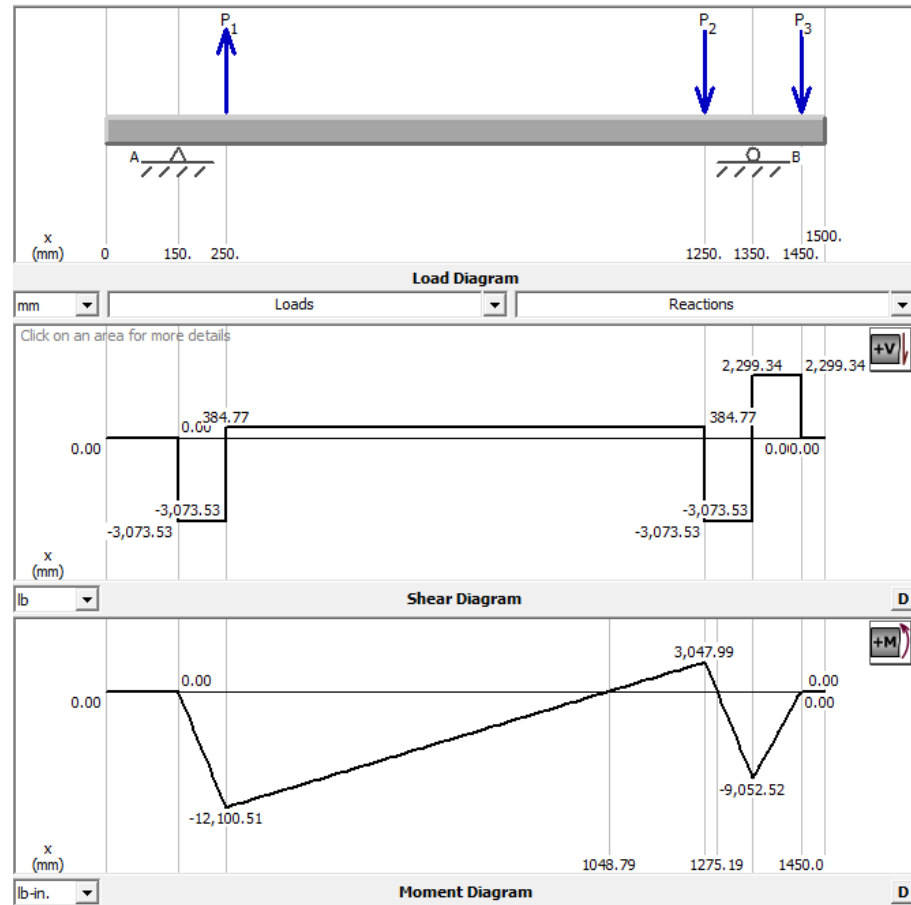 P1 P2 P3
A B
1500.
x
(mm) 0 150. 250. 1250. 1350. 1450.
Load Diagram
mm Loads Reactions
Click on an area for more details
+V
2,299.34 2,299.34
0.00 384.77 384.77
0.00 0.00 0.00
-3,073.53 -3,073.53
-3,073.53 -3,073.53
x
(mm)
lb Shear Diagram D
+M
3,047.99
0.00 0.00
0.00 0.00
-9,052.52
-12,100.51
x
(mm) 1048.79 1275.19 1450.0
lb-in. Moment Diagram D